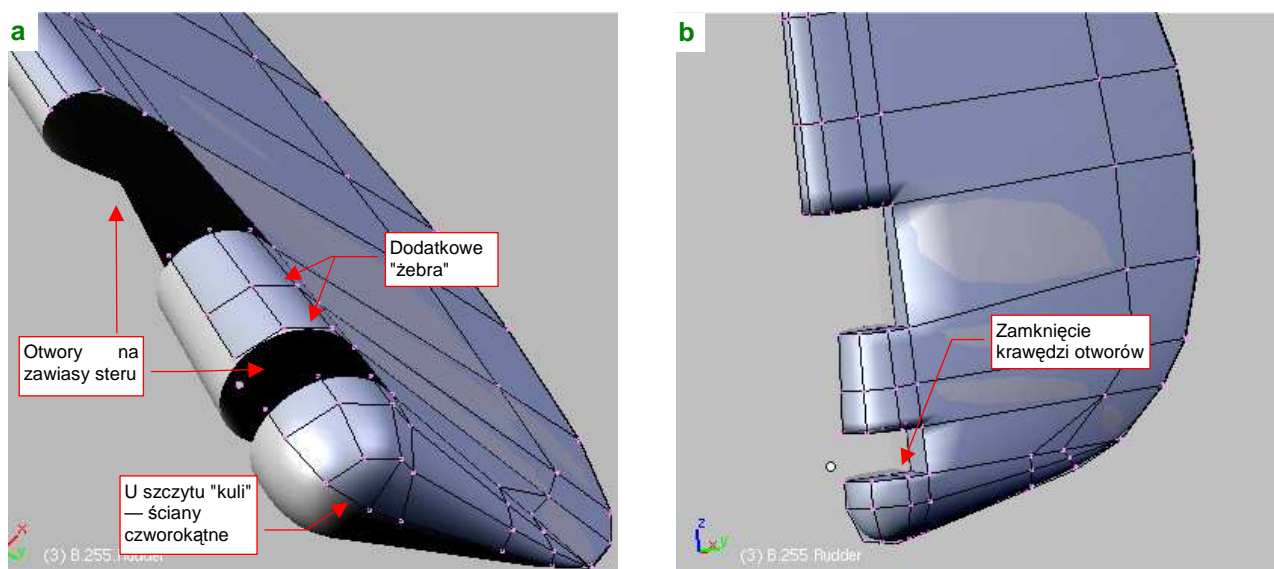 a
Dodatkowe
"żebra"
Otwory na
zawiasy steru
U szczytu "kuli"
— ściany
czworokątne
x
y
(3) B.255.Rudder
b
Zamknięcie
krawędzi otworów
z
x
y
(3) B.255.Rudder